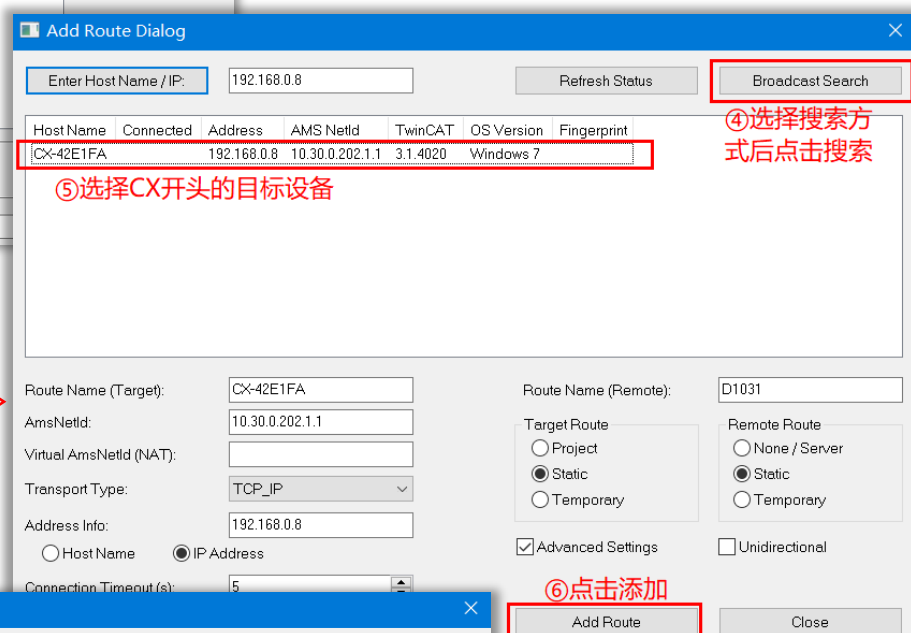 Add Route Dialog
Enter Host Name / IP:
192.168.0.8
Refresh Status
Broadcast Search
Host Name Connected Address AMS NetId TwinCAT OS Version Fingerprint
CX-42E1FA 192.168.0.8 10.30.0.202.1.1 3.1.4020 Windows 7
④选择搜索方
式后点击搜索
⑤选择CX开头的目标设备
Route Name (Target): CX-42E1FA
Route Name (Remote): D1031
AmsNetId: 10.30.0.202.1.1
Virtual AmsNetId (NAT):
Transport Type: TCP_IP
Address Info: 192.168.0.8
Host Name IP Address
Connection Timeout (s): 5
Target Route
Project
Static
Temporary
Remote Route
None / Server
Static
Temporary
Advanced Settings
Unidirectional
⑥点击添加
Add Route
Close